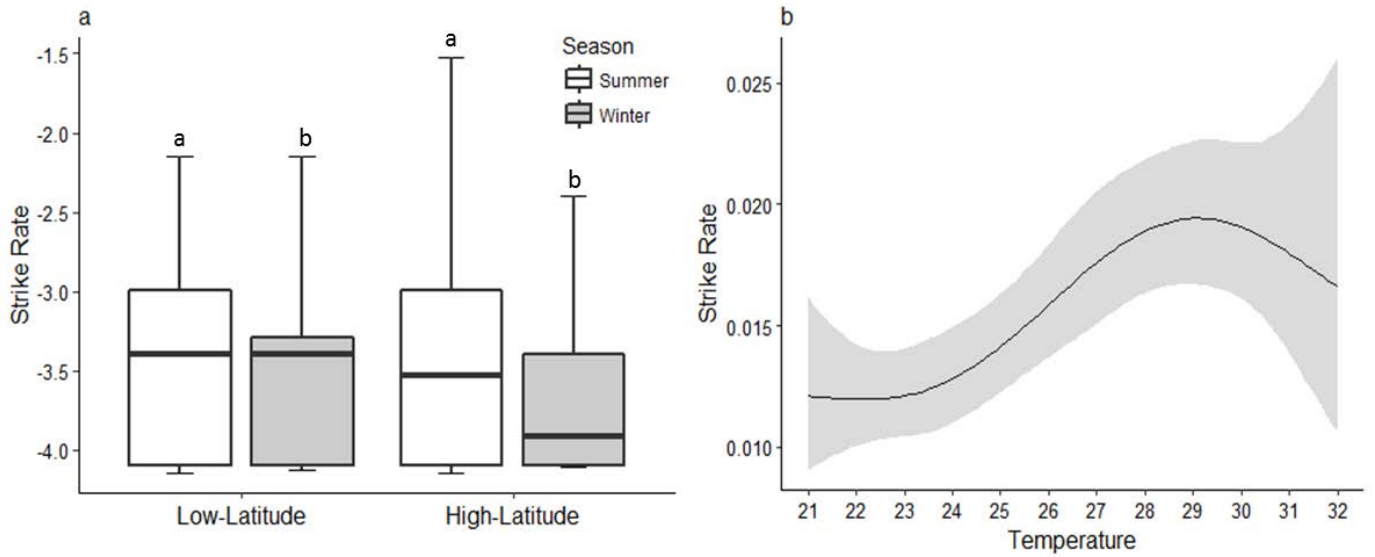 a
Strike Rate
-1.5
-2.0
-2.5
-3.0
-3.5
-4.0
a
b
a
b
Season
Summer
Winter
Low-Latitude
High-Latitude
b
Strike Rate
0.025
0.020
0.015
0.010
21 22 23 24 25 26 27 28 29 30 31 32
Temperature